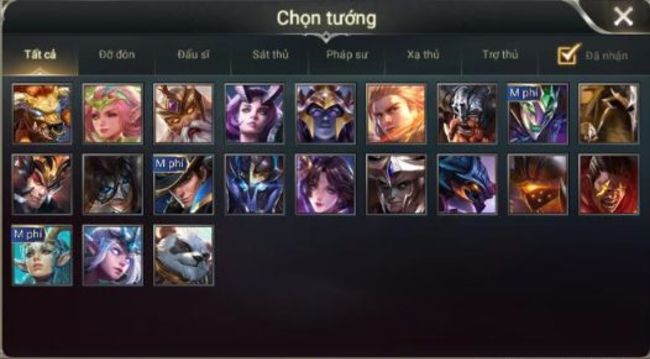 Chọn tướng
Tất cả Đỡ đòn Đấu sĩ Sát thủ Pháp sư Xạ thủ Trợ thủ Đã nhận
M phí
M phí
M phí